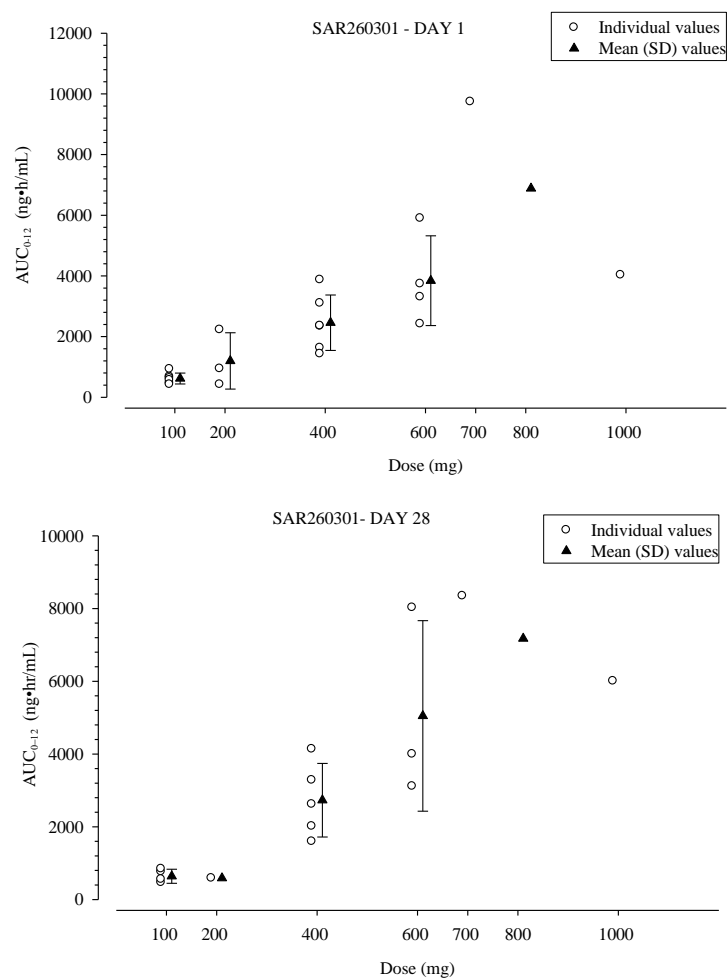 SAR260301 - DAY 1
Individual values
Mean (SD) values
12000
10000
8000
6000
4000
2000
0
AUC0-12 (ng•h/mL)
100 200 400 600 700 800 1000
Dose (mg)
SAR260301- DAY 28
Individual values
Mean (SD) values
10000
8000
6000
4000
2000
0
AUC0-12 (ng•hr/mL)
100 200 400 600 700 800 1000
Dose (mg)